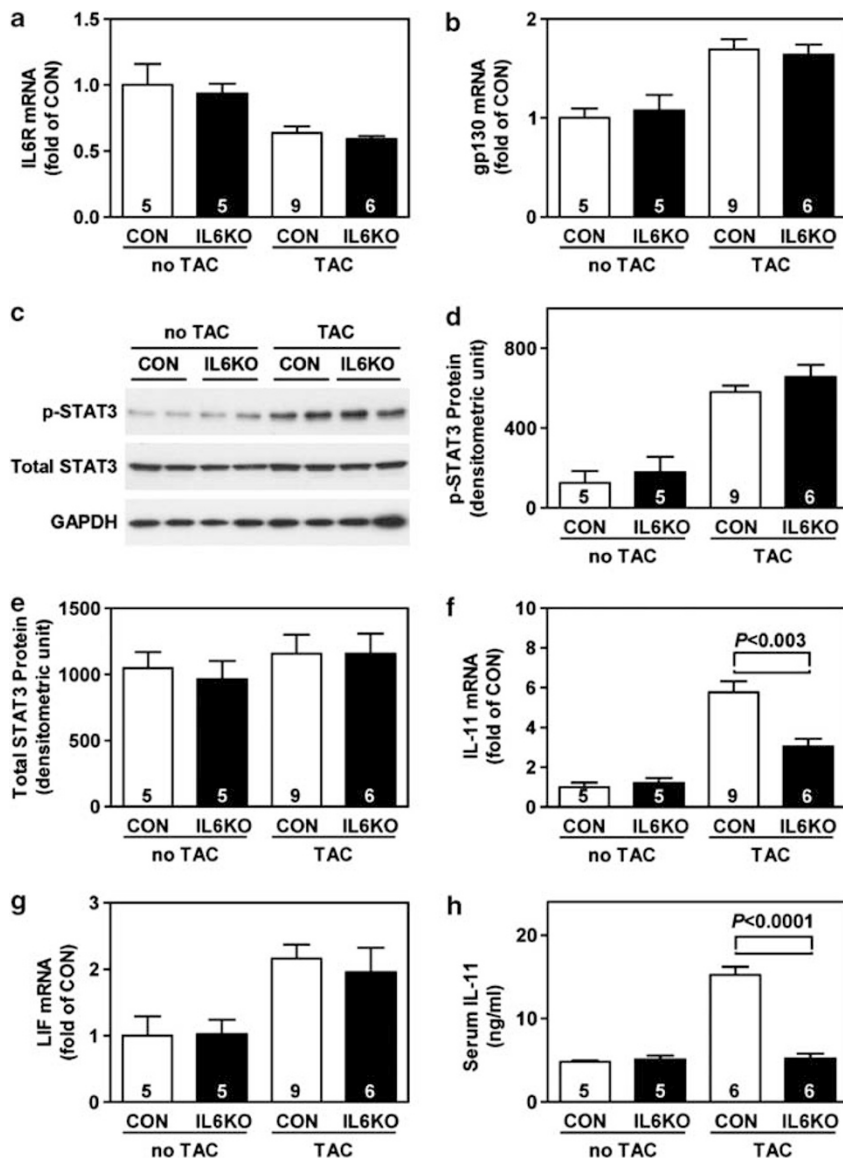 a
IL6R mRNA
(fold of CON)
1.5
1.0
0.5
0.0
5 5 9 6
CON IL6KO CON IL6KO
no TAC TAC
b
gp130 mRNA
(fold of CON)
2
1
0
5 5 9 6
CON IL6KO CON IL6KO
no TAC TAC
c
no TAC TAC
CON IL6KO CON IL6KO
p-STAT3
Total STAT3
GAPDH
d
p-STAT3 Protein
(densitometric unit)
800
400
0
5 5 9 6
CON IL6KO CON IL6KO
no TAC TAC
e
Total STAT3 Protein
(densitometric unit)
1500
1000
500
0
5 5 9 6
CON IL6KO CON IL6KO
no TAC TAC
f
IL-11 mRNA
(fold of CON)
10
8
6
4
2
0
P<0.003
5 5 9 6
CON IL6KO CON IL6KO
no TAC TAC
g
LIF mRNA
(fold of CON)
3
2
1
0
5 5 9 6
CON IL6KO CON IL6KO
no TAC TAC
h
Serum IL-11
(ng/ml)
20
10
0
P<0.0001
5 5 6 6
CON IL6KO CON IL6KO
no TAC TAC